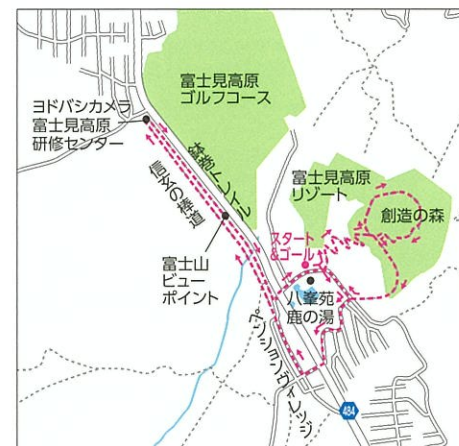 富士見高原
ゴルフコース
ヨドバシカメラ
富士見高原
研修センター
鉢巻トレイル
信玄の棒道
富士見高原
リゾート
創造の森
スタート
&ゴール
富士山
ビュー
ポイント
八峯苑
鹿の湯
ペンションヴィレッジ
484